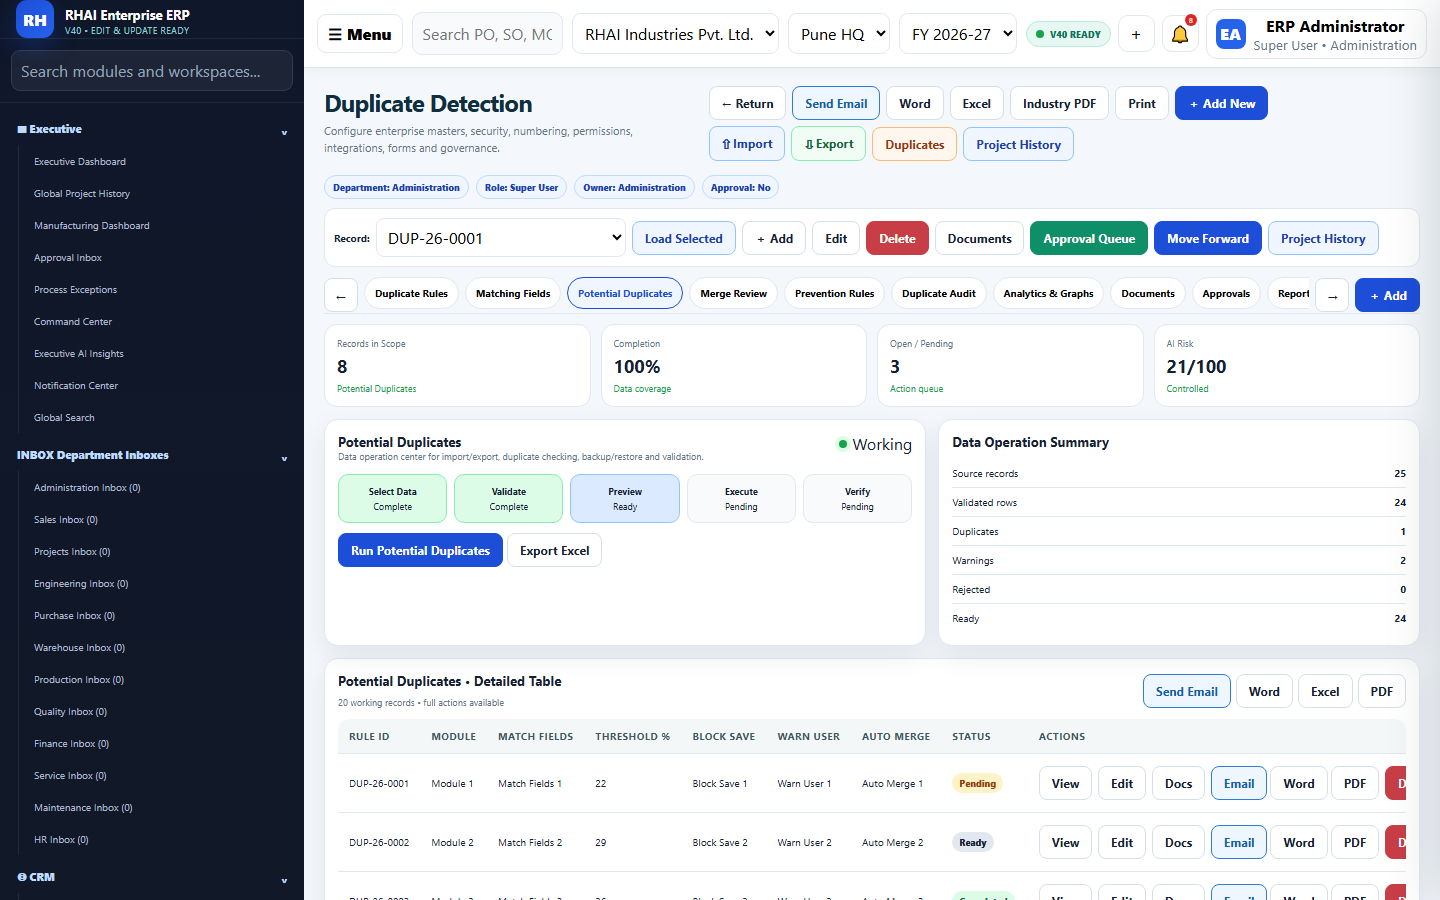 RH
RHAI Enterprise ERP
V40 • EDIT & UPDATE READY
Search modules and workspaces...
Executive
Executive Dashboard
Global Project History
Manufacturing Dashboard
Approval Inbox
Process Exceptions
Command Center
Executive AI Insights
Notification Center
Global Search
INBOX Department Inboxes
Administration Inbox (0)
Sales Inbox (0)
Projects Inbox (0)
Engineering Inbox (0)
Purchase Inbox (0)
Warehouse Inbox (0)
Production Inbox (0)
Quality Inbox (0)
Finance Inbox (0)
Service Inbox (0)
Maintenance Inbox (0)
HR Inbox (0)
CRM
☰ Menu
Search PO, SO, MO
RHAI Industries Pvt. Ltd.
Pune HQ
FY 2026-27
V40 READY
+
8
EA
ERP Administrator
Super User • Administration
Duplicate Detection
Configure enterprise masters, security, numbering, permissions,
integrations, forms and governance.
← Return
Send Email
Word
Excel
Industry PDF
Print
+ Add New
⇧ Import
⇩ Export
Duplicates
Project History
Department: Administration
Role: Super User
Owner: Administration
Approval: No
Record:
DUP-26-0001
Load Selected
+ Add
Edit
Delete
Documents
Approval Queue
Move Forward
Project History
←
Duplicate Rules
Matching Fields
Potential Duplicates
Merge Review
Prevention Rules
Duplicate Audit
Analytics & Graphs
Documents
Approvals
Report
→
+ Add
Records in Scope
8
Potential Duplicates
Completion
100%
Data coverage
Open / Pending
3
Action queue
AI Risk
21/100
Controlled
Potential Duplicates
Data operation center for import/export, duplicate checking, backup/restore and validation.
Working
Select Data
Complete
Validate
Complete
Preview
Ready
Execute
Pending
Verify
Pending
Run Potential Duplicates
Export Excel
Data Operation Summary
Source records 25
Validated rows 24
Duplicates 1
Warnings 2
Rejected 0
Ready 24
Potential Duplicates • Detailed Table
20 working records • full actions available
Send Email
Word
Excel
PDF
RULE ID MODULE MATCH FIELDS THRESHOLD % BLOCK SAVE WARN USER AUTO MERGE STATUS ACTIONS
DUP-26-0001 Module 1 Match Fields 1 22 Block Save 1 Warn User 1 Auto Merge 1 Pending View Edit Docs Email Word PDF D
DUP-26-0002 Module 2 Match Fields 2 29 Block Save 2 Warn User 2 Auto Merge 2 Ready View Edit Docs Email Word PDF D